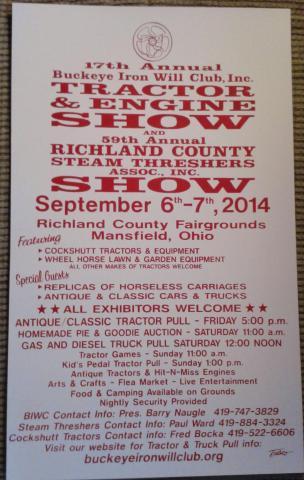 17th Annual
Buckeye Iron Will Club, Inc.
TRACTOR
& ENGINE
SHOW
AND
59th Annual
RICHLAND COUNTY
STEAM THRESHERS
ASSOC., INC.
SHOW
September 6th-7th, 2014
Richland County Fairgrounds
Mansfield, Ohio
Featuring
COCKSHUTT TRACTORS & EQUIPMENT
WHEEL HORSE LAWN & GARDEN EQUIPMENT
ALL OTHER MAKES OF TRACTORS WELCOME
Special Guests
REPLICAS OF HORSELESS CARRIAGES
ANTIQUE & CLASSIC CARS & TRUCKS
★★ ALL EXHIBITORS WELCOME ★★
ANTIQUE/CLASSIC TRACTOR PULL - FRIDAY 5:00 p.m.
HOMEMADE PIE & GOODIE AUCTION - SATURDAY 11:00 a.m.
GAS AND DIESEL TRUCK PULL SATURDAY 12:00 NOON
Tractor Games - Sunday 11:00 a.m.
Kid's Pedal Tractor Pull - Sunday 1:00 p.m.
Antique Tractors & Hit-N-Miss Engines
Arts & Crafts - Flea Market - Live Entertainment
Food & Camping Available on Grounds
Nightly Security Provided
BIWC Contact Info: Pres. Barry Naugle 419-747-3829
Steam Threshers Contact Info: Paul Ward 419-884-3324
Cockshutt Tractors Contact info: Fred Bocka 419-522-6606
Visit our website for Tractor & Truck Pull info:
buckeyeironwillclub.org